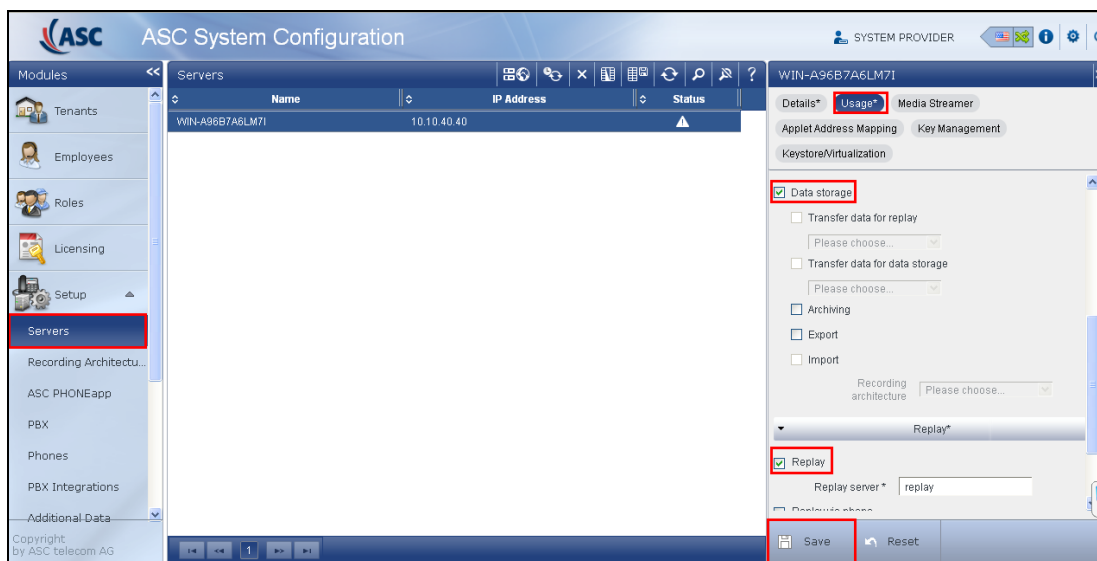 ASC
ASC System Configuration
SYSTEM PROVIDER
Modules
<<
Servers
?
WIN-A96B7A6LM7I
Tenants
Employees
Roles
Licensing
Setup
Servers
Recording Architectu...
ASC PHONEapp
PBX
Phones
PBX Integrations
Additional Data
Copyright
by ASC telecom AG
Name IP Address Status
WIN-A96B7A6LM7I 10.10.40.40
1
Details* Usage* Media Streamer
Applet Address Mapping Key Management
Keystore/Virtualization
Data storage
Transfer data for replay
Please choose...
Transfer data for data storage
Please choose...
Archiving
Export
Import
Recording
architecture Please choose...
Replay*
Replay
Replay server * replay
Save Reset